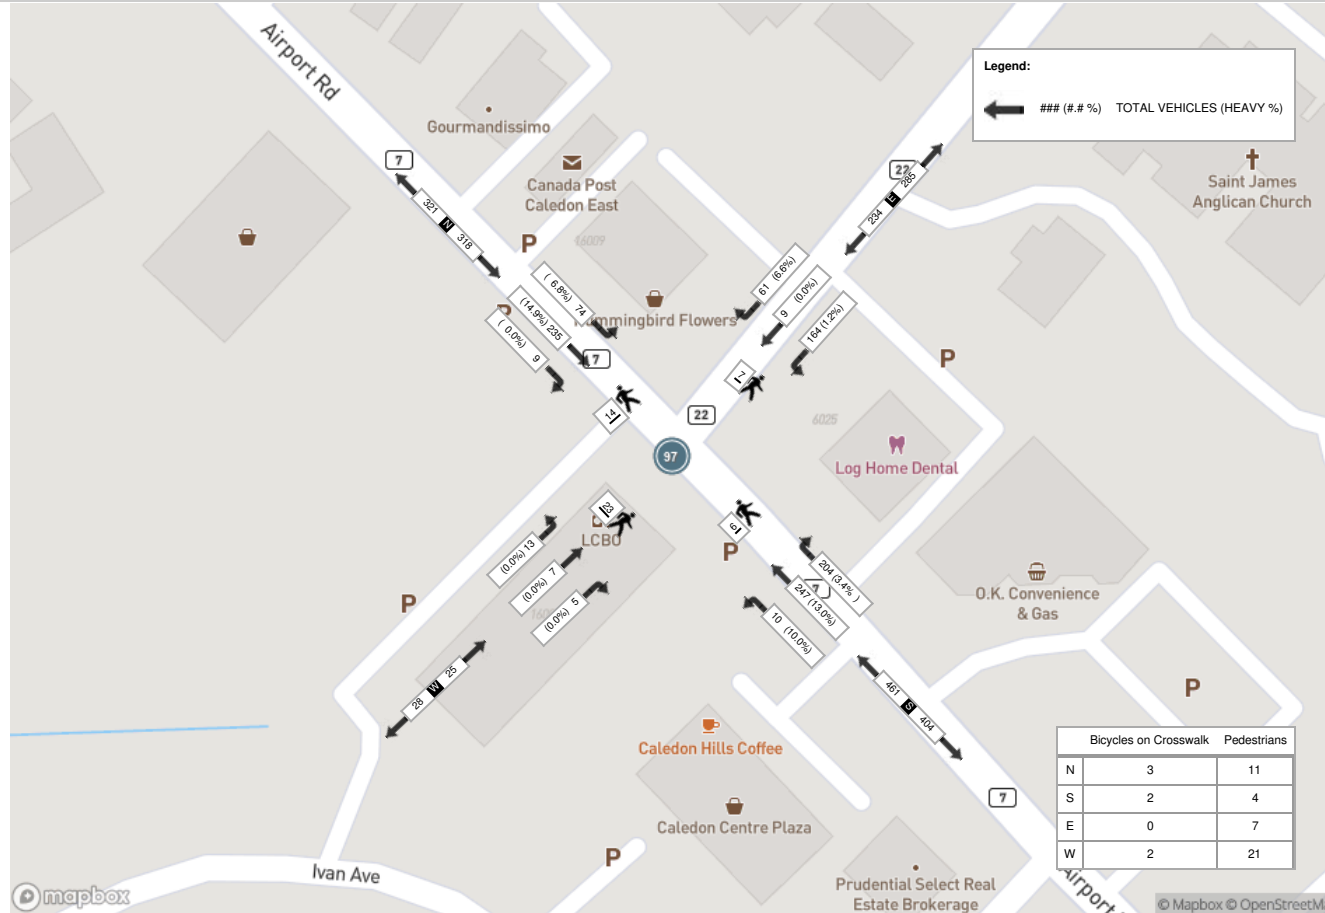 Airport Rd
Legend:
### (#.# %) TOTAL VEHICLES (HEAVY %)
Gourmandissimo
7
Canada Post
Caledon East
22
285
E
234
Saint James
Anglican Church
321
N
318
P
16009
( 6.8%) 74
(14.9%) 235
( 0.0%) 9
P
Hummingbird Flowers
7
61 (6.6%)
9 (0.0%)
164 (1.2%)
P
7
14
22
6025
97
Log Home Dental
23
LCBO
6
P
(0.0%) 13
(0.0%) 7
(0.0%) 5
P
204 (3.4% )
7
247 (13.0%)
10 (10.0%)
O.K. Convenience
& Gas
25
W
28
461
S
404
P
Caledon Hills Coffee
Bicycles on Crosswalk Pedestrians
N 3 11
S 2 4
E 0 7
W 2 21
7
Caledon Centre Plaza
P
Ivan Ave
Prudential Select Real
Estate Brokerage
Airport
mapbox
© Mapbox © OpenStreetM